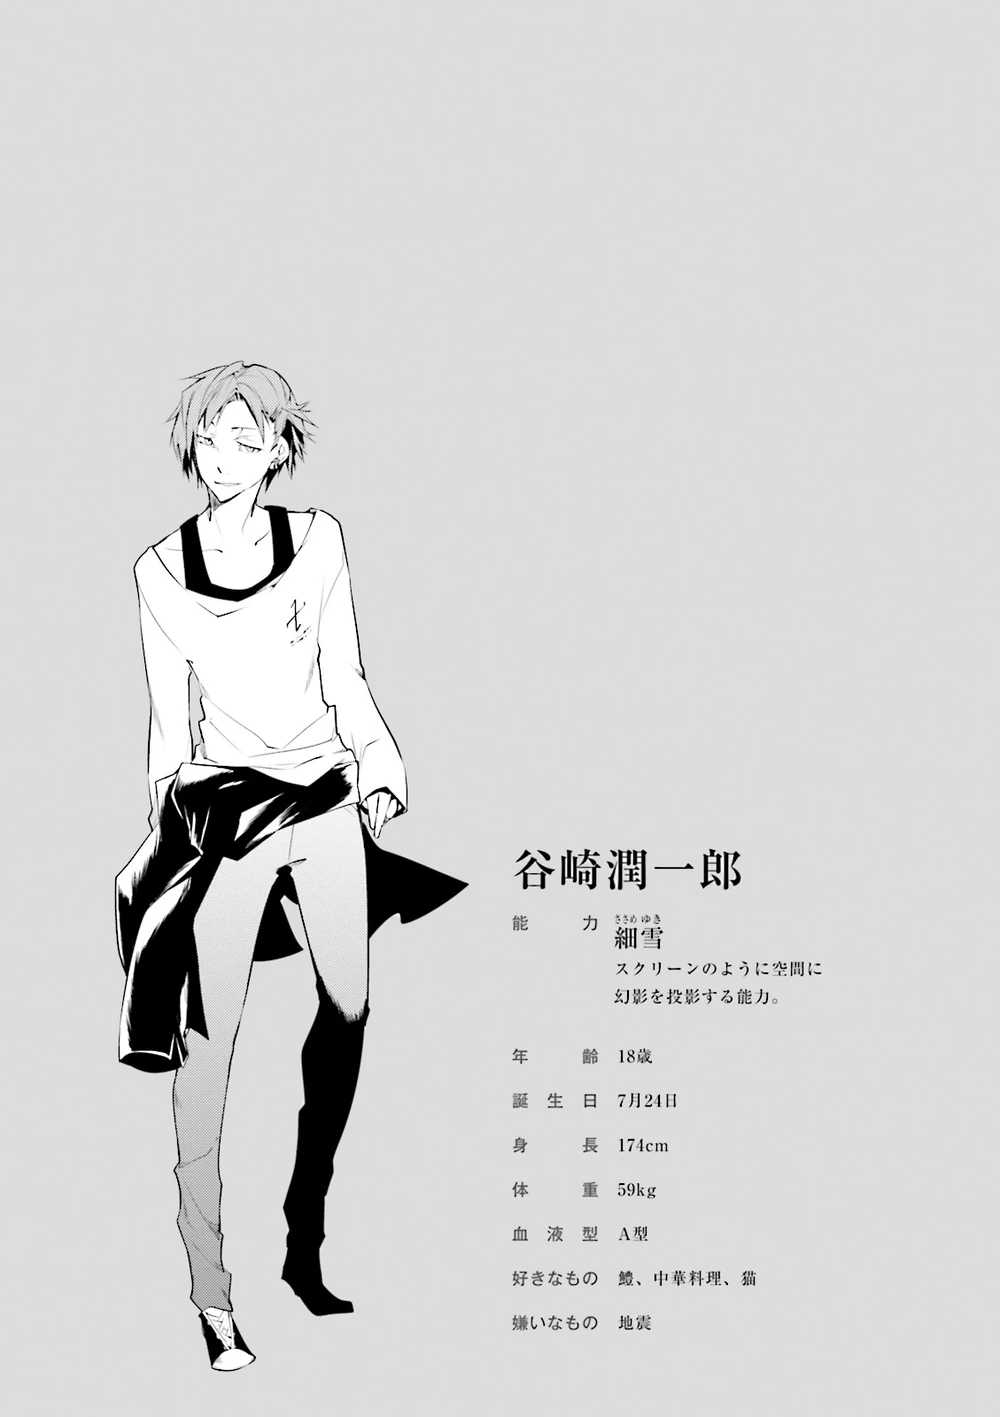 谷崎潤一郎
能力 細雪
ささめ ゆき
スクリーンのように空間に
幻影を投影する能力。
年齢 18歳
誕生日 7月24日
身長 174cm
体重 59kg
血液型 A型
好きなもの 鱧、中華料理、猫
嫌いなもの 地震